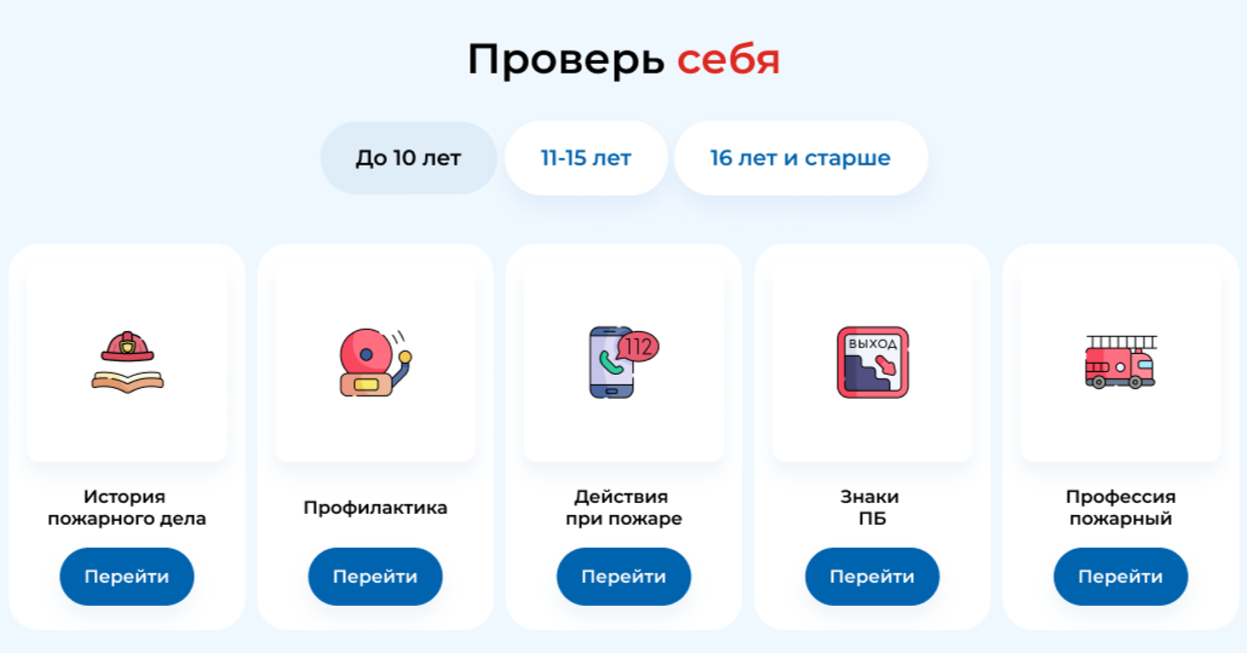 Проверь себя
До 10 лет
11-15 лет
16 лет и старше
112
ВЫХОД
История
пожарного дела
Профилактика
Действия
при пожаре
Знаки
ПБ
Профессия
пожарный
Перейти
Перейти
Перейти
Перейти
Перейти